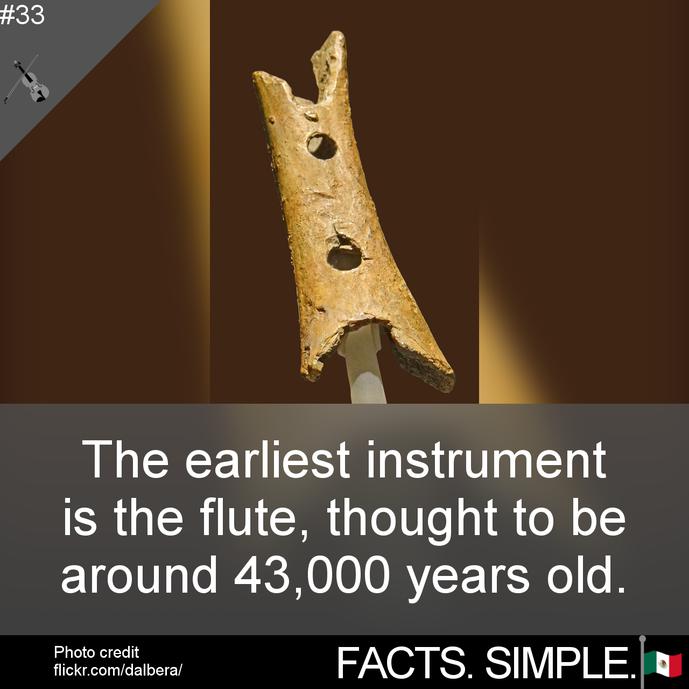 #33
The earliest instrument
is the flute, thought to be
around 43,000 years old.
Photo credit
flickr.com/dalbera/
FACTS. SIMPLE.